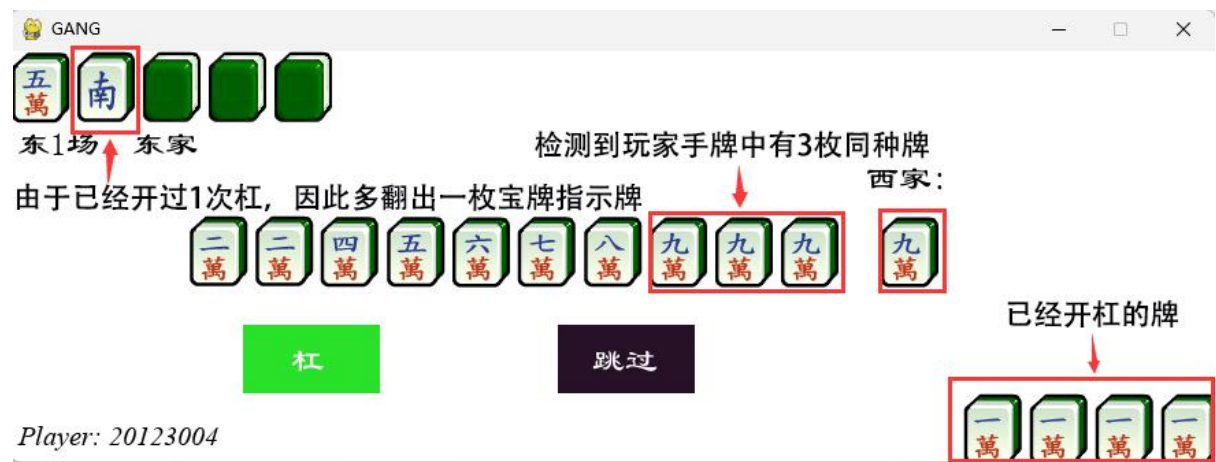 GANG
五萬 南
东1场 东家
检测到玩家手牌中有3枚同种牌
西家：
由于已经开过1次杠，因此多翻出一枚宝牌指示牌
二萬 二萬 四萬 五萬 六萬 七萬 八萬 九萬 九萬 九萬 九萬
已经开杠的牌
杠 跳过
一萬 一萬 一萬 一萬
Player: 20123004